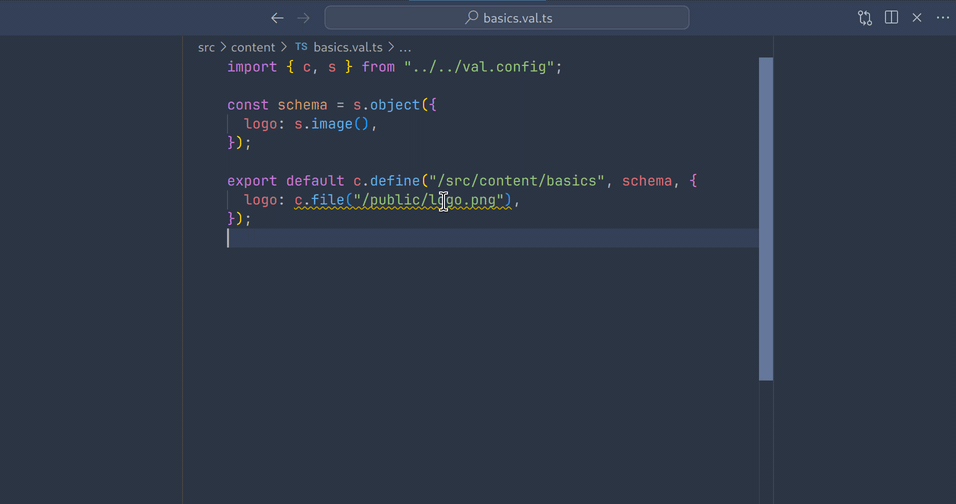 basics.val.ts
src > content > TS basics.val.ts > ...
import { c, s } from "../../val.config";
const schema = s.object({
  logo: s.image(),
});
export default c.define("/src/content/basics", schema, {
  logo: c.file("/public/logo.png"),
});